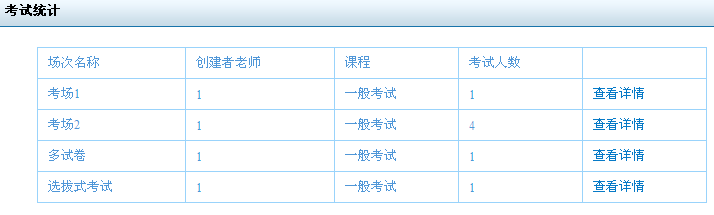 考试统计
场次名称 创建者老师 课程 考试人数
考场1 1 一般考试 1 查看详情
考场2 1 一般考试 4 查看详情
多试卷 1 一般考试 1 查看详情
选拔式考试 1 一般考试 1 查看详情